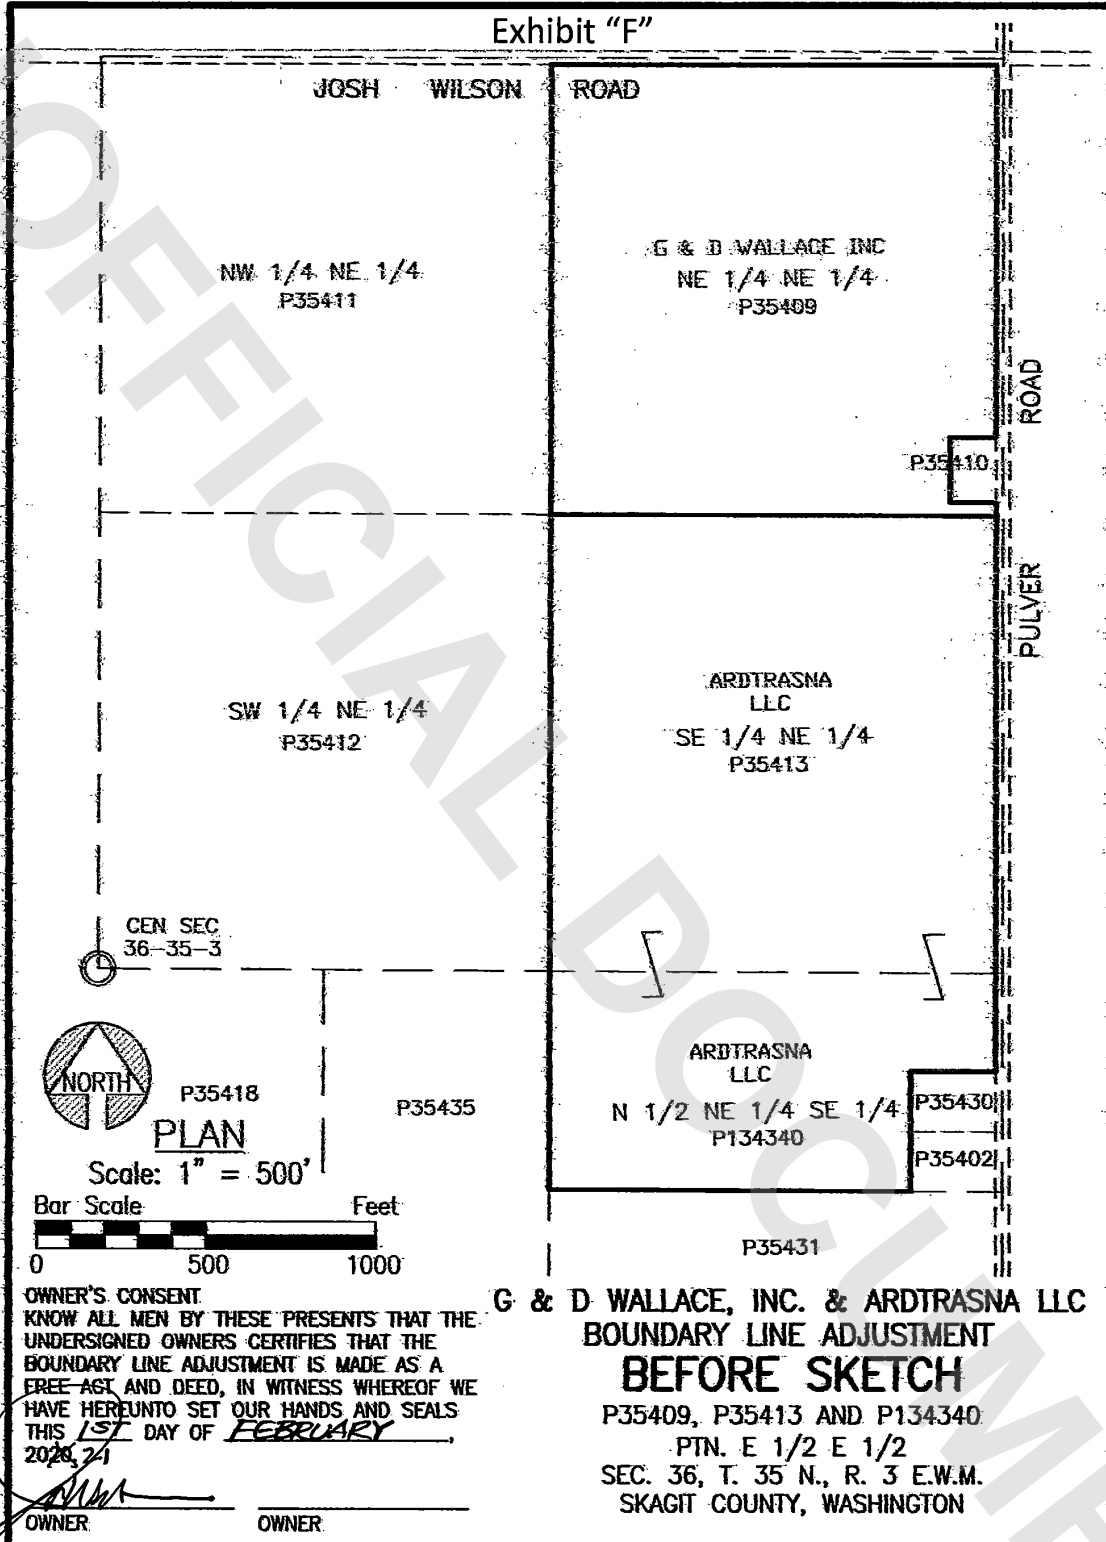 Exhibit “F”
JOSH WILSON ROAD
NW 1/4 NE 1/4
P35411
G & D WALLACE INC
NE 1/4 NE 1/4
P35409
ROAD
P35410
PULVER
SW 1/4 NE 1/4
P35412
ARDTRASNA
LLC
SE 1/4 NE 1/4
P35413
CEN SEC
36-35-3
NORTH
P35418
P35435
ARDTRASNA
LLC
N 1/2 NE 1/4 SE 1/4
P134340
P35430
P35402
PLAN
Scale: 1" = 500'
Bar Scale Feet
0 500 1000
P35431
OWNER'S CONSENT
KNOW ALL MEN BY THESE PRESENTS THAT THE
UNDERSIGNED OWNERS CERTIFIES THAT THE
BOUNDARY LINE ADJUSTMENT IS MADE AS A
FREE ACT AND DEED, IN WITNESS WHEREOF WE
HAVE HEREUNTO SET OUR HANDS AND SEALS
THIS 1ST DAY OF FEBRUARY,
2020, 21
OWNER OWNER
G & D WALLACE, INC. & ARDTRASNA LLC
BOUNDARY LINE ADJUSTMENT
BEFORE SKETCH
P35409, P35413 AND P134340
PTN. E 1/2 E 1/2
SEC. 36, T. 35 N., R. 3 E.W.M.
SKAGIT COUNTY, WASHINGTON
OFFICIAL DOCUME